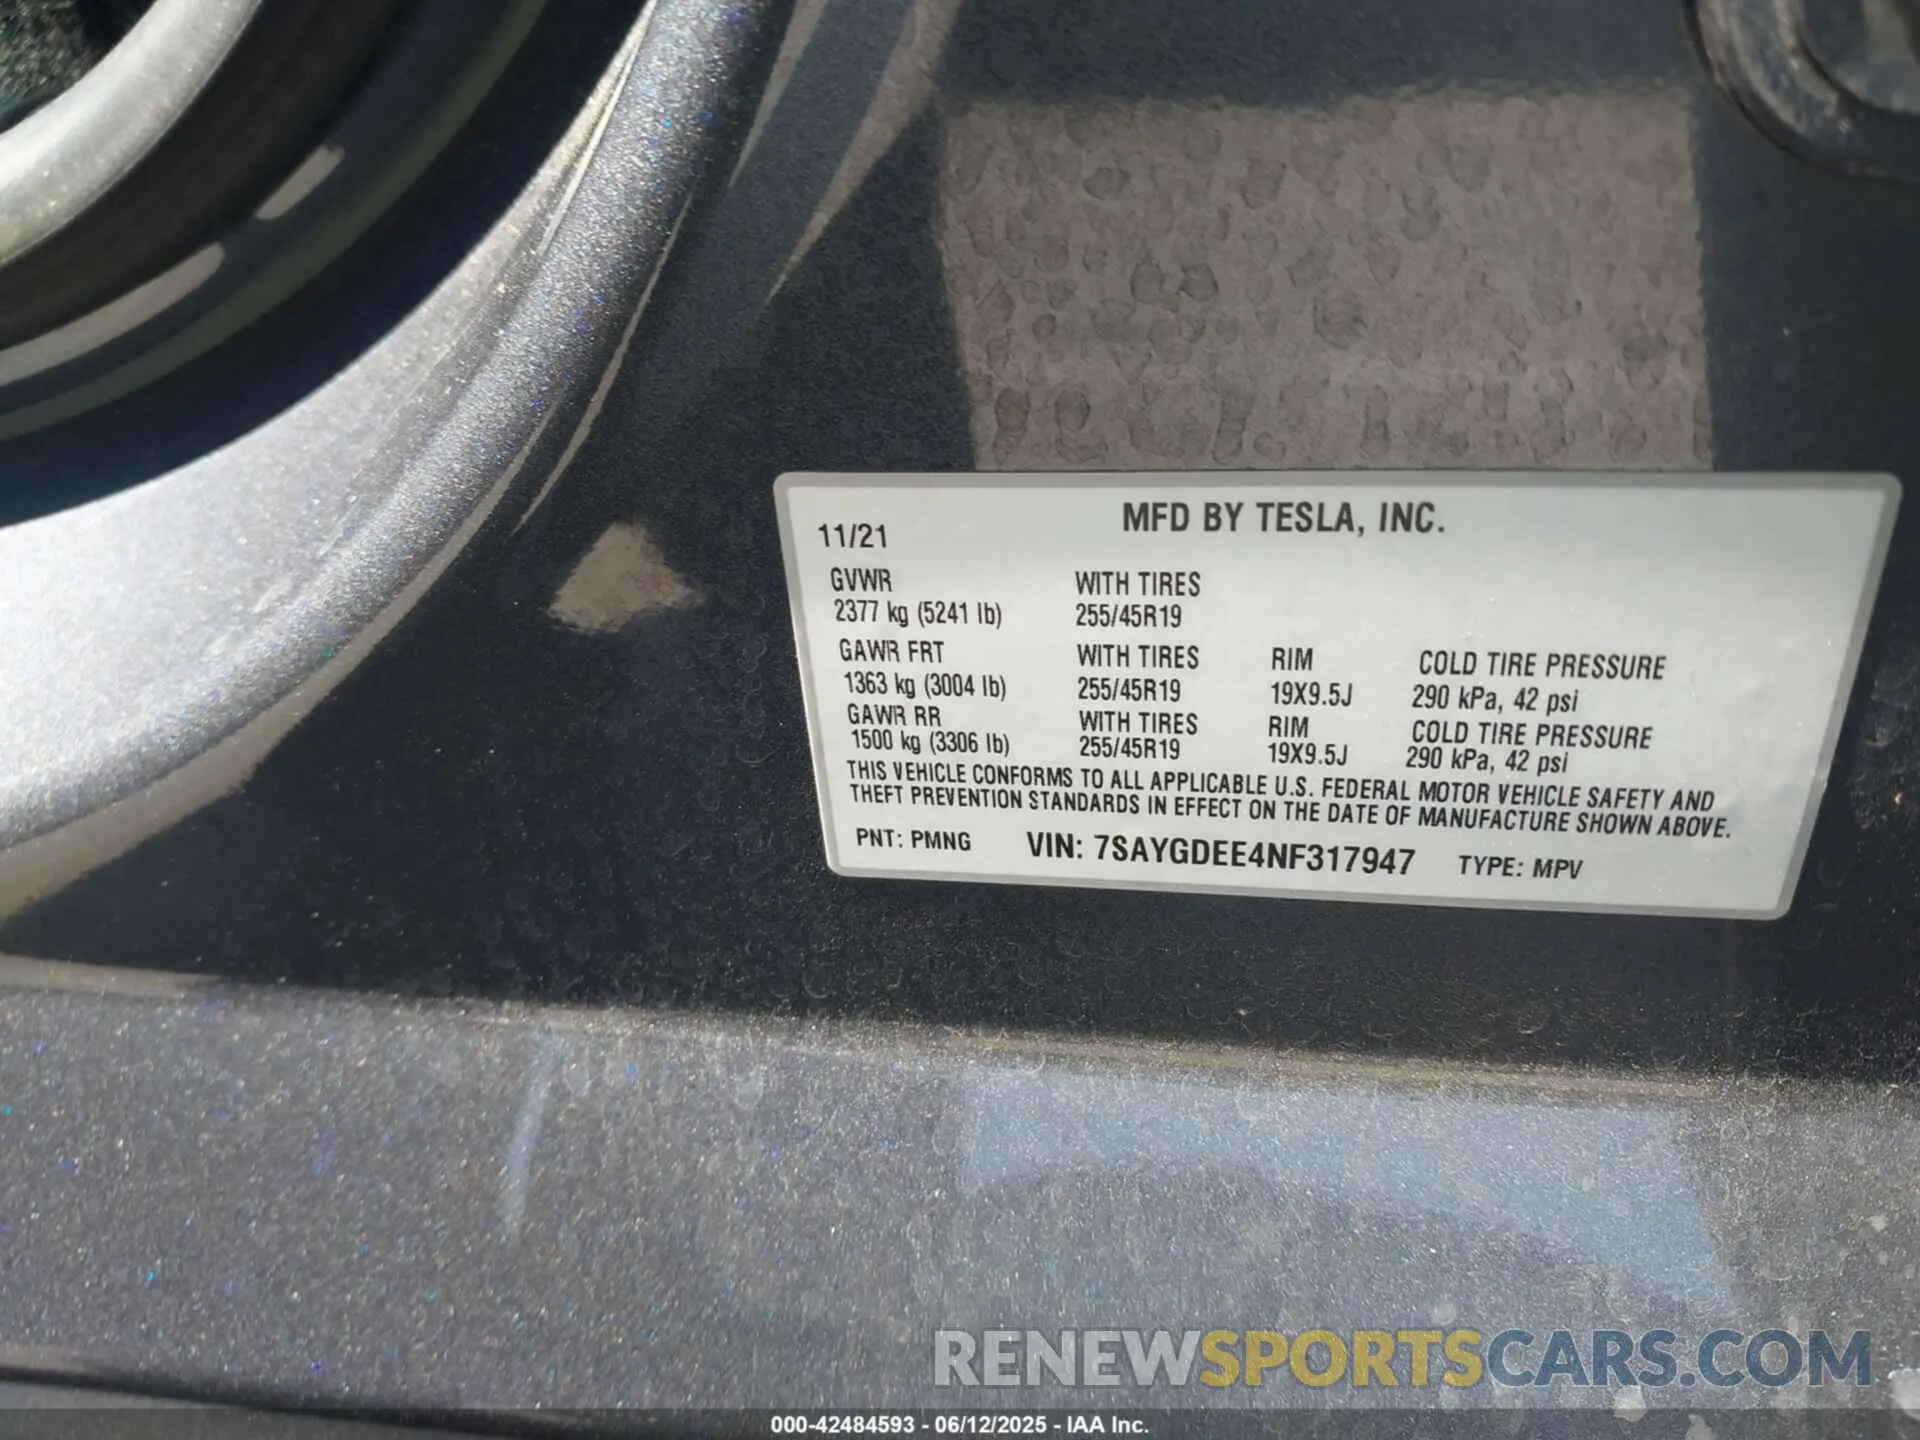 MFD BY TESLA, INC.
11/21
GVWR WITH TIRES
2377 kg (5241 lb) 255/45R19
GAWR FRT WITH TIRES RIM COLD TIRE PRESSURE
1363 kg (3004 lb) 255/45R19 19X9.5J 290 kPa, 42 psi
GAWR RR WITH TIRES RIM COLD TIRE PRESSURE
1500 kg (3306 lb) 255/45R19 19X9.5J 290 kPa, 42 psi
THIS VEHICLE CONFORMS TO ALL APPLICABLE U.S. FEDERAL MOTOR VEHICLE SAFETY AND
THEFT PREVENTION STANDARDS IN EFFECT ON THE DATE OF MANUFACTURE SHOWN ABOVE.
PNT: PMNG VIN: 7SAYGDEE4NF317947 TYPE: MPV
RENEWSPORTSCARS.COM
000-42484593 - 06/12/2025 - IAA Inc.